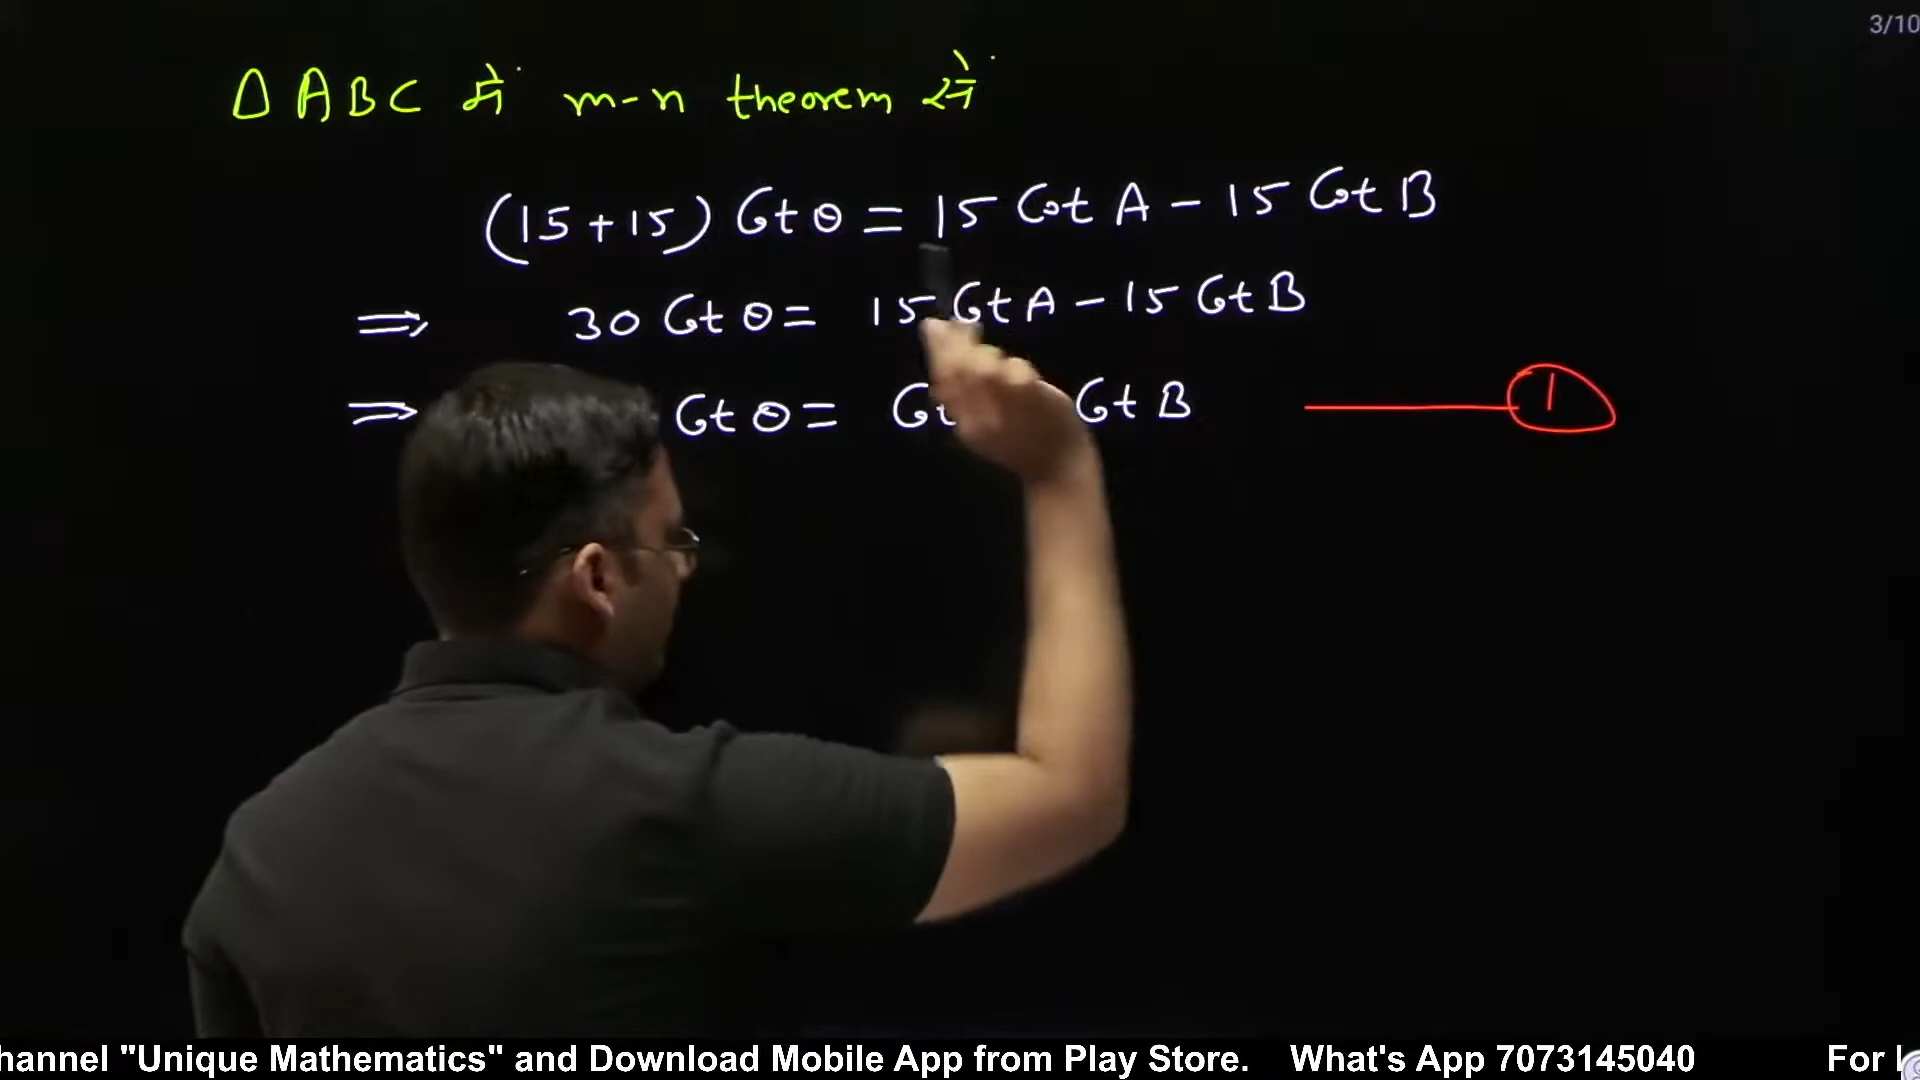 3/10
Δ ABC में m-n theorem से
(15+15) Cot θ = 15 Cot A - 15 Cot B
⇒ 30 Cot θ = 15 Cot A - 15 Cot B
⇒ Cot θ = Cot B ——— 1
hannel "Unique Mathematics" and Download Mobile App from Play Store. What's App 7073145040 For